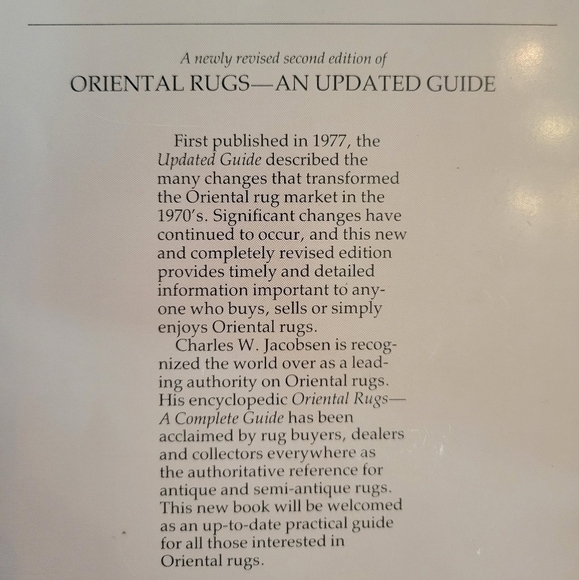 A newly revised second edition of
ORIENTAL RUGS—AN UPDATED GUIDE
First published in 1977, the
Updated Guide described the
many changes that transformed
the Oriental rug market in the
1970's. Significant changes have
continued to occur, and this new
and completely revised edition
provides timely and detailed
information important to any-
one who buys, sells or simply
enjoys Oriental rugs.
Charles W. Jacobsen is recog-
nized the world over as a lead-
ing authority on Oriental rugs.
His encyclopedic Oriental Rugs—
A Complete Guide has been
acclaimed by rug buyers, dealers
and collectors everywhere as
the authoritative reference for
antique and semi-antique rugs.
This new book will be welcomed
as an up-to-date practical guide
for all those interested in
Oriental rugs.